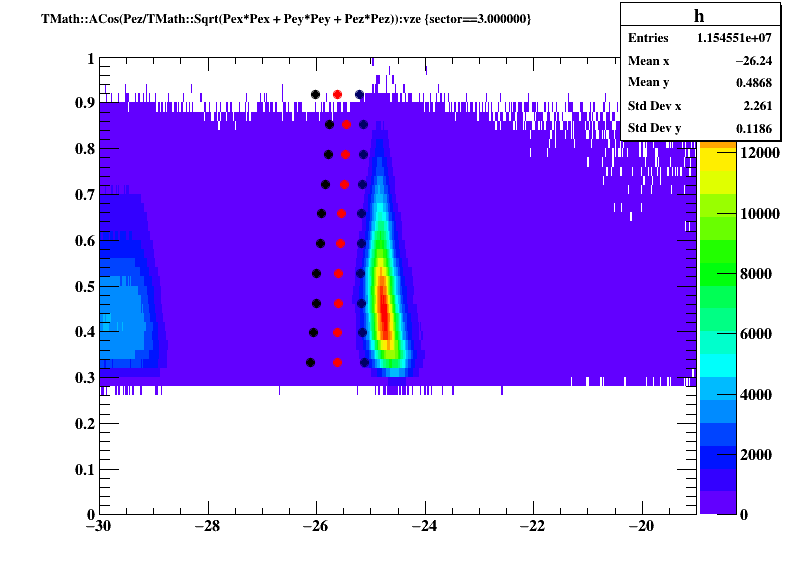 TMath::ACos(Pez/TMath::Sqrt(Pex*Pex + Pey*Pey + Pez*Pez)):vze {sector==3.000000}
h
Entries 1.154551e+07
Mean x −26.24
Mean y 0.4868
Std Dev x 2.261
Std Dev y 0.1186
1
0.9
0.8
0.7
0.6
0.5
0.4
0.3
0.2
0.1
0
−30 −28 −26 −24 −22 −20
12000
10000
8000
6000
4000
2000
0